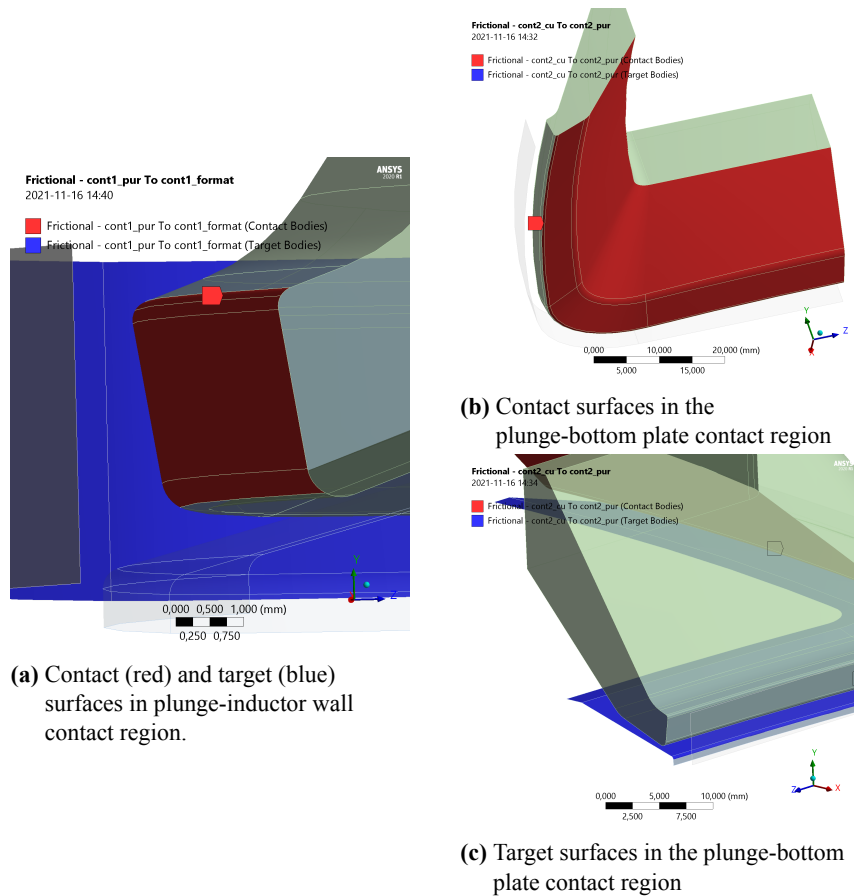 Frictional - cont1_pur To cont1_format
2021-11-16 14:40
Frictional - cont1_pur To cont1_format (Contact Bodies)
Frictional - cont1_pur To cont1_format (Target Bodies)
ANSYS
2020 R1
Y
Z
0,000 0,500 1,000 (mm)
0,250 0,750
(a) Contact (red) and target (blue)
surfaces in plunge-inductor wall
contact region.
Frictional - cont2_cu To cont2_pur
2021-11-16 14:32
Frictional - cont2_cu To cont2_pur (Contact Bodies)
Frictional - cont2_cu To cont2_pur (Target Bodies)
Y
Z
X
0,000 10,000 20,000 (mm)
5,000 15,000
(b) Contact surfaces in the
plunge-bottom plate contact region
Frictional - cont2_cu To cont2_pur
2021-11-16 14:34
Frictional - cont2_cu To cont2_pur (Contact Bodies)
Frictional - cont2_cu To cont2_pur (Target Bodies)
ANSYS
Y
Z
X
0,000 5,000 10,000 (mm)
2,500 7,500
(c) Target surfaces in the plunge-bottom
plate contact region